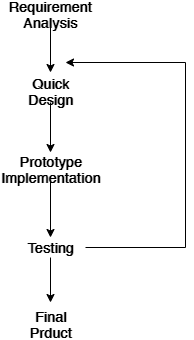 Requirement
Analysis
Quick
Design
Prototype
Implementation
Testing
Final
Prduct